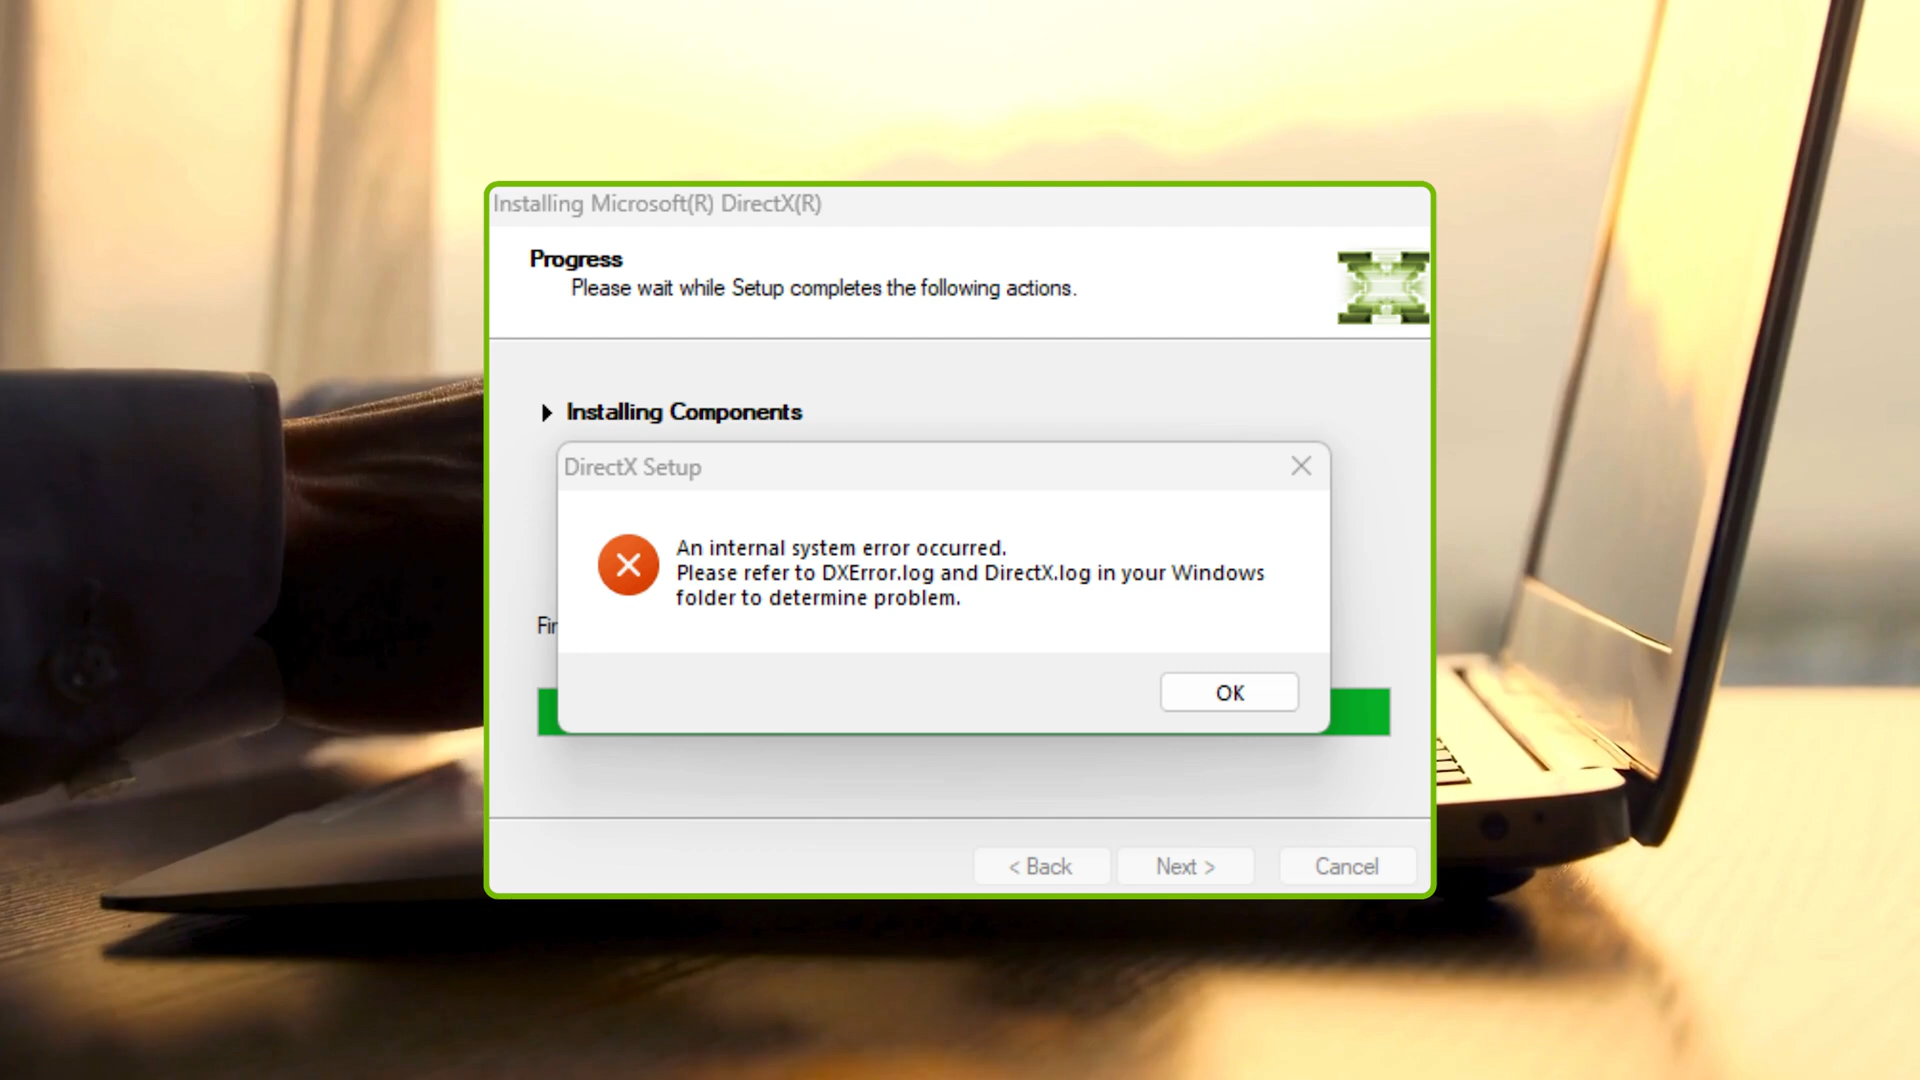 Installing Microsoft(R) DirectX(R)
Progress
Please wait while Setup completes the following actions.
Installing Components
DirectX Setup
An internal system error occurred.
Please refer to DXError.log and DirectX.log in your Windows
folder to determine problem.
OK
< Back
Next >
Cancel